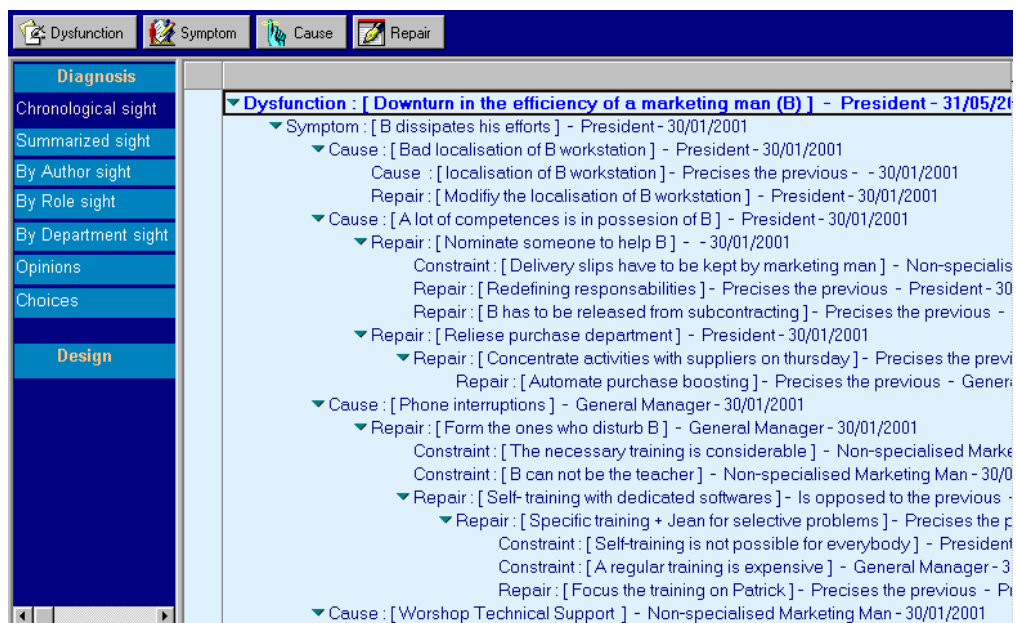 Dysfunction Symptom Cause Repair
Diagnosis
Chronological sight
Summarized sight
By Author sight
By Role sight
By Department sight
Opinions
Choices
Design
Dysfunction : [ Downturn in the efficiency of a marketing man (B) ] - President - 31/05/20
Symptom : [ B dissipates his efforts ] - President - 30/01/2001
Cause : [ Bad localisation of B workstation ] - President - 30/01/2001
Cause : [ localisation of B workstation ] - Precises the previous - - 30/01/2001
Repair : [ Modifiy the localisation of B workstation ] - President - 30/01/2001
Cause : [ A lot of competences is in possesion of B ] - President - 30/01/2001
Repair : [ Nominate someone to help B ] - - 30/01/2001
Constraint : [ Delivery slips have to be kept by marketing man ] - Non-specialis
Repair : [ Redefining responsabilities ] - Precises the previous - President - 30
Repair : [ B has to be released from subcontracting ] - Precises the previous -
Repair : [ Reliese purchase department ] - President - 30/01/2001
Repair : [ Concentrate activities with suppliers on thursday ] - Precises the previ
Repair : [ Automate purchase boosting ] - Precises the previous - Genera
Cause : [ Phone interruptions ] - General Manager - 30/01/2001
Repair : [ Form the ones who disturb B ] - General Manager - 30/01/2001
Constraint : [ The necessary training is considerable ] - Non-specialised Marke
Constraint : [ B can not be the teacher ] - Non-specialised Marketing Man - 30/0
Repair : [ Self- training with dedicated softwares ] - Is opposed to the previous -
Repair : [ Specific training + Jean for selective problems ] - Precises the p
Constraint : [ Self-training is not possible for everybody ] - President
Constraint : [ A regular training is expensive ] - General Manager - 3
Repair : [ Focus the training on Patrick ] - Precises the previous - Pr
Cause : [ Worshop Technical Support ] - Non-specialised Marketing Man - 30/01/2001